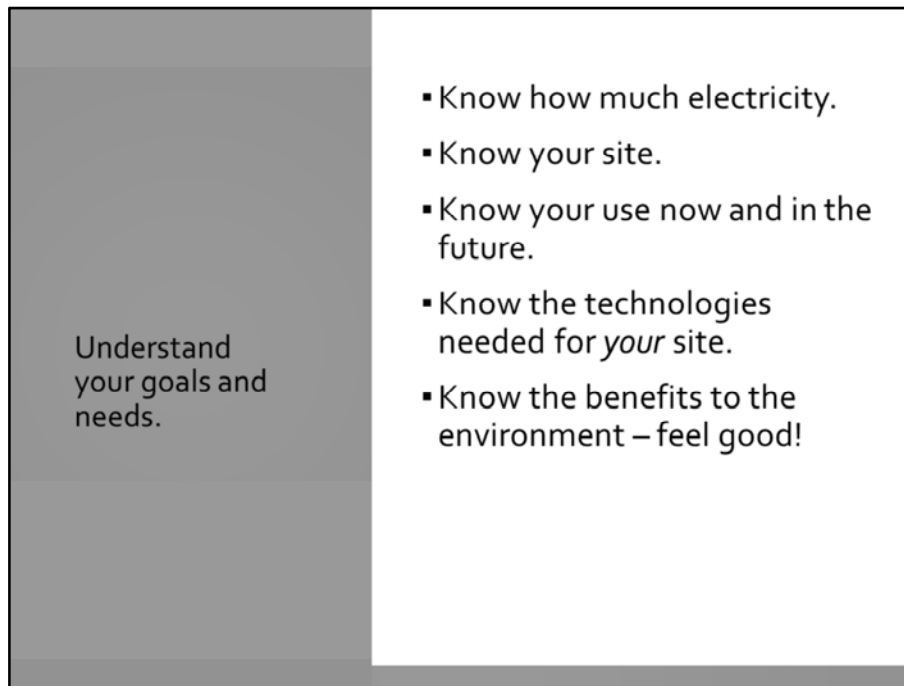 Understand
your goals and
needs.
▪ Know how much electricity.
▪ Know your site.
▪ Know your use now and in the
future.
▪ Know the technologies
needed for your site.
▪ Know the benefits to the
environment – feel good!